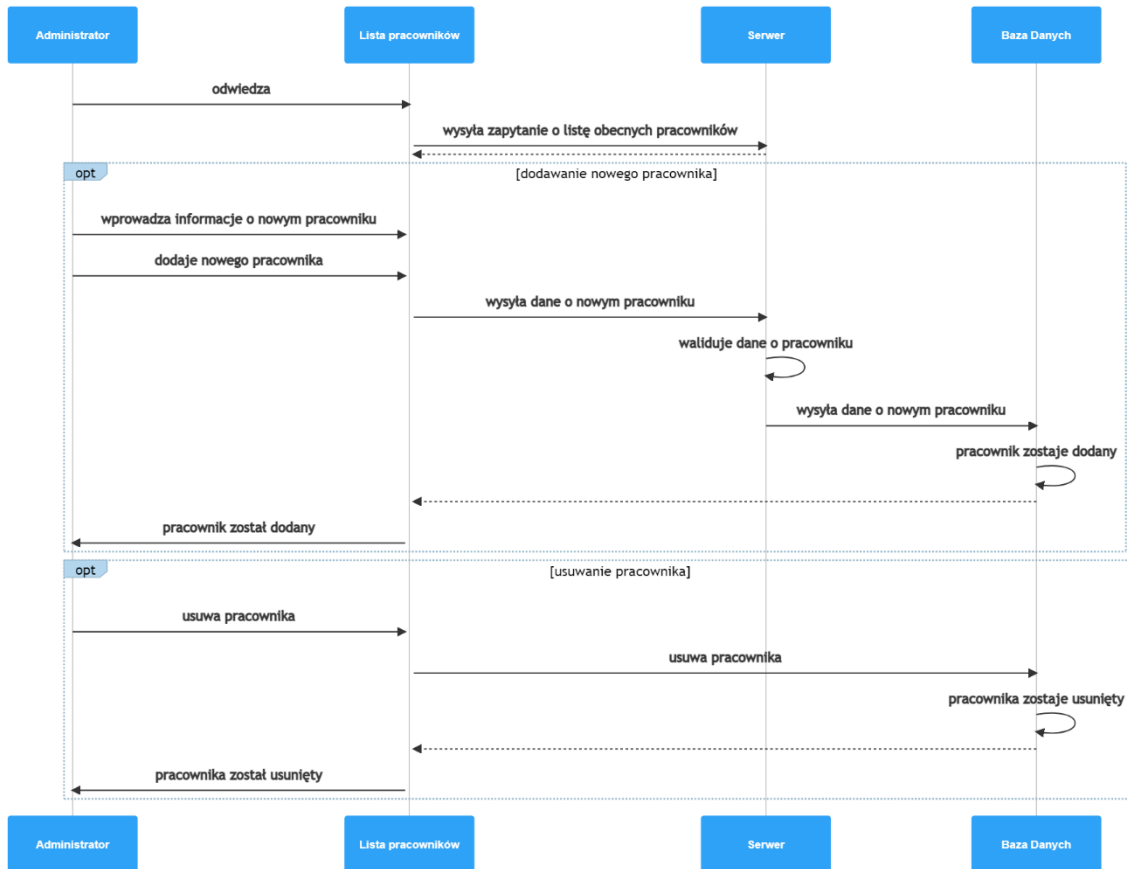 Administrator
Lista pracowników
Serwer
Baza Danych
odwiedza
wysyła zapytanie o listę obecnych pracowników
opt
[dodawanie nowego pracownika]
wprowadza informacje o nowym pracowniku
dodaje nowego pracownika
wysyła dane o nowym pracowniku
waliduje dane o pracowniku
wysyła dane o nowym pracowniku
pracownik zostaje dodany
pracownik został dodany
opt
[usuwanie pracownika]
usuwa pracownika
usuwa pracownika
pracownika zostaje usunięty
pracownika został usunięty
Administrator
Lista pracowników
Serwer
Baza Danych